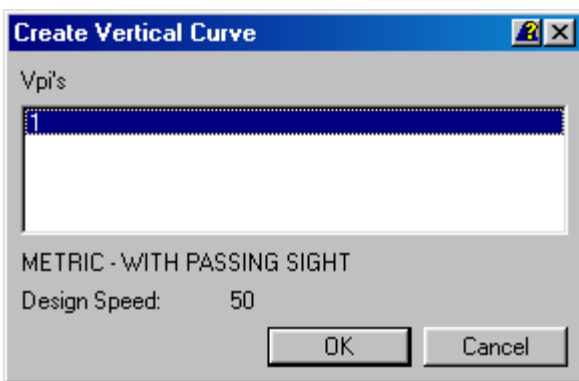 Create Vertical Curve
Vpi's
1
METRIC - WITH PASSING SIGHT
Design Speed: 50
OK Cancel